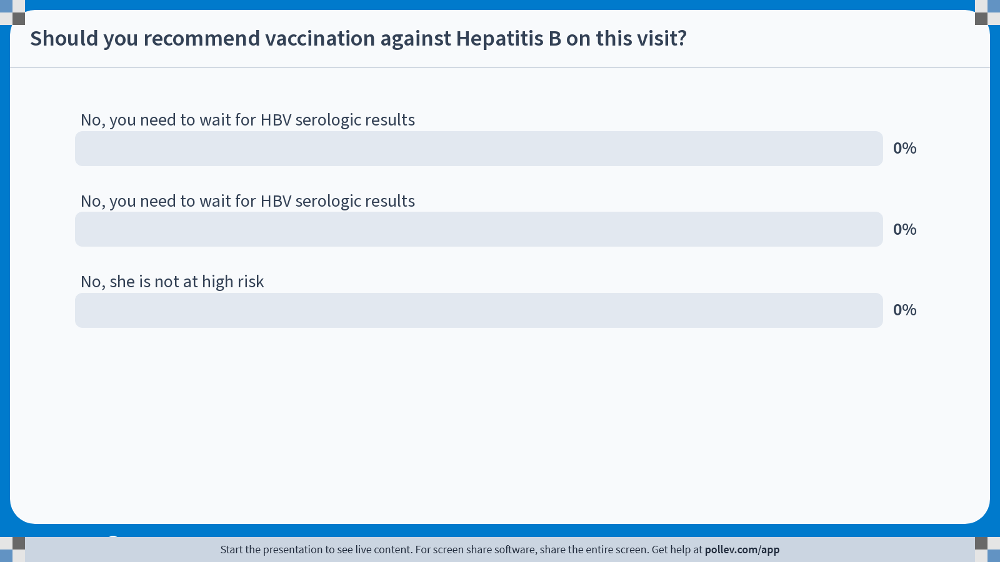 Should you recommend vaccination against Hepatitis B on this visit?
No, you need to wait for HBV serologic results
0%
No, you need to wait for HBV serologic results
0%
No, she is not at high risk
0%
Start the presentation to see live content. For screen share software, share the entire screen. Get help at pollev.com/app